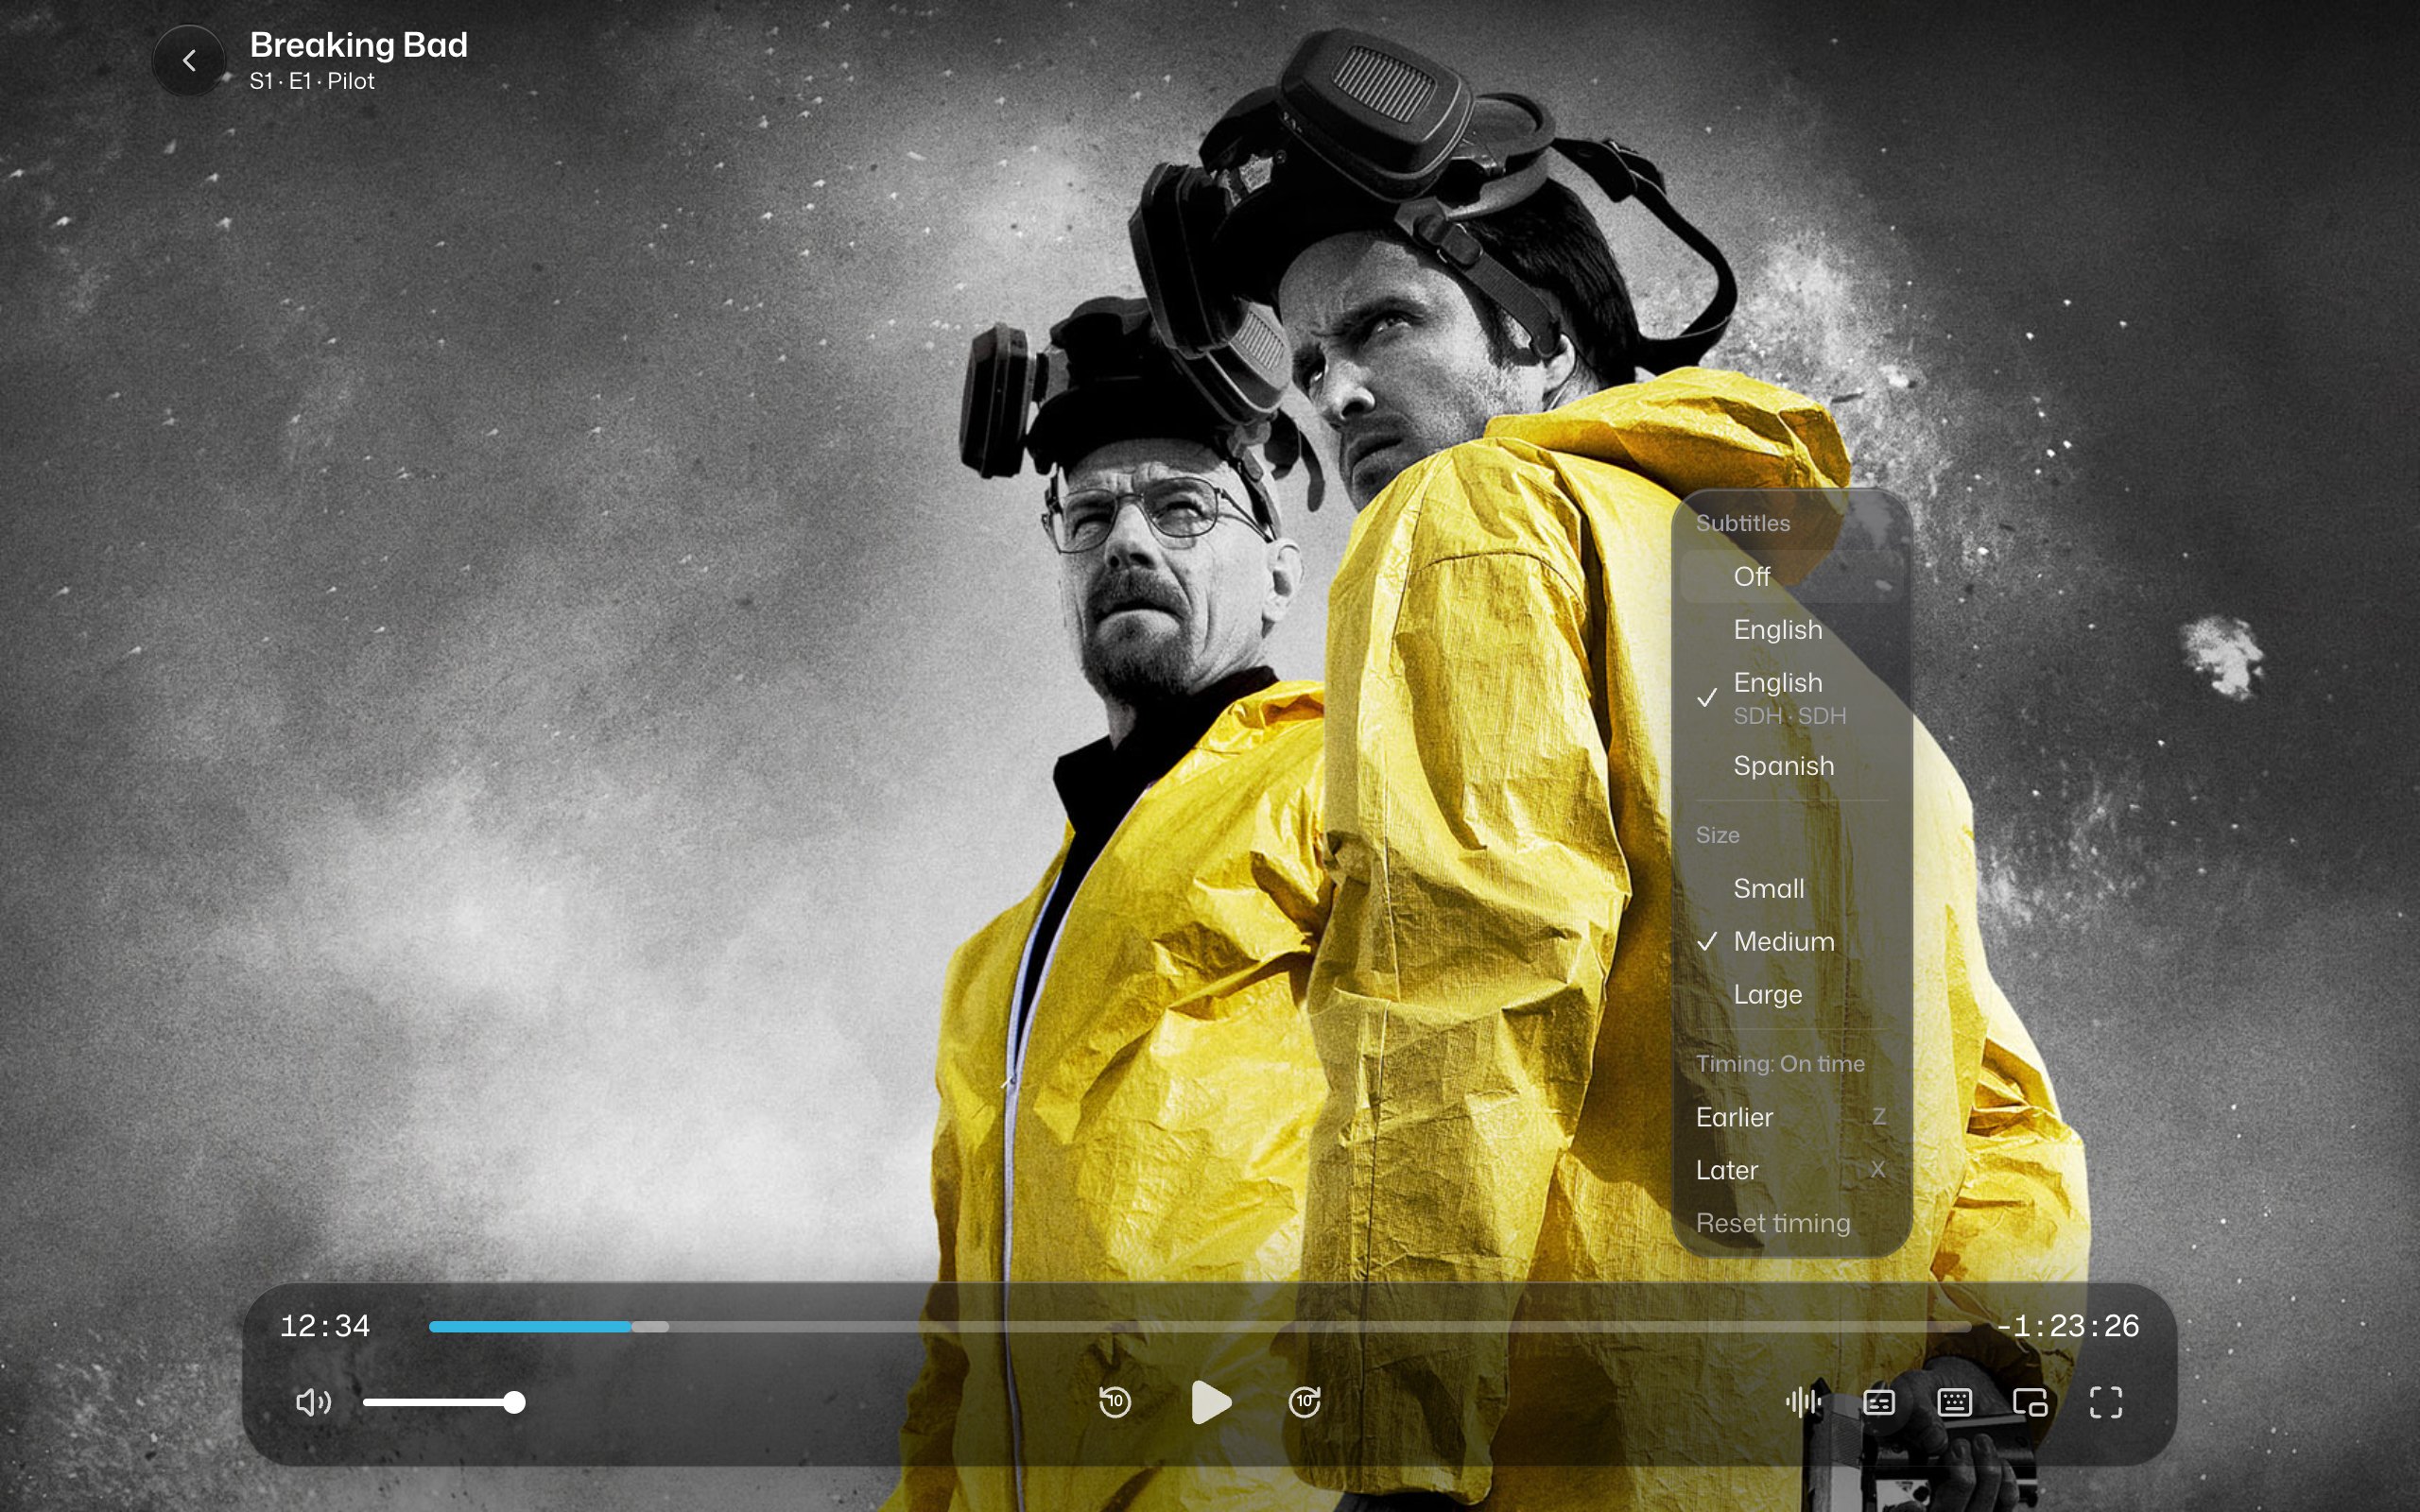 Breaking Bad
S1 · E1 · Pilot
Subtitles
Off
English
English
SDH · SDH
Spanish
Size
Small
Medium
Large
Timing: On time
Earlier Z
Later X
Reset timing
12:34
-1:23:26
10
10